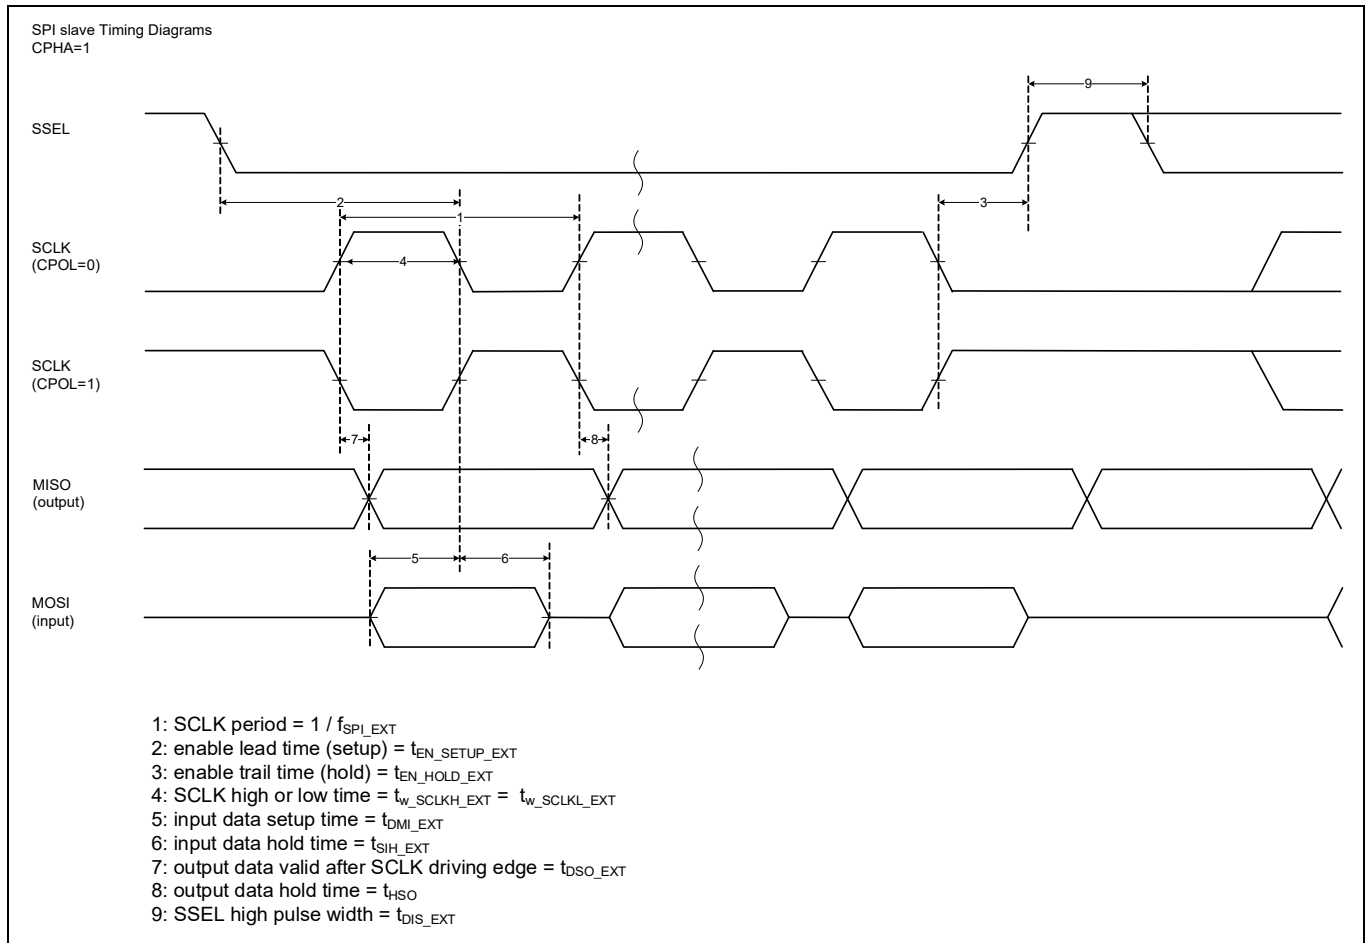 SPI slave Timing Diagrams
CPHA=1
9
SSEL
2
3
1
SCLK
(CPOL=0)
4
SCLK
(CPOL=1)
7
8
MISO
(output)
5
6
MOSI
(input)
1: SCLK period = 1 / fSPI_EXT
2: enable lead time (setup) = tEN_SETUP_EXT
3: enable trail time (hold) = tEN_HOLD_EXT
4: SCLK high or low time = tw_SCLKH_EXT = tw_SCLKL_EXT
5: input data setup time = tDMI_EXT
6: input data hold time = tSIH_EXT
7: output data valid after SCLK driving edge = tDSO_EXT
8: output data hold time = tHSO
9: SSEL high pulse width = tDIS_EXT